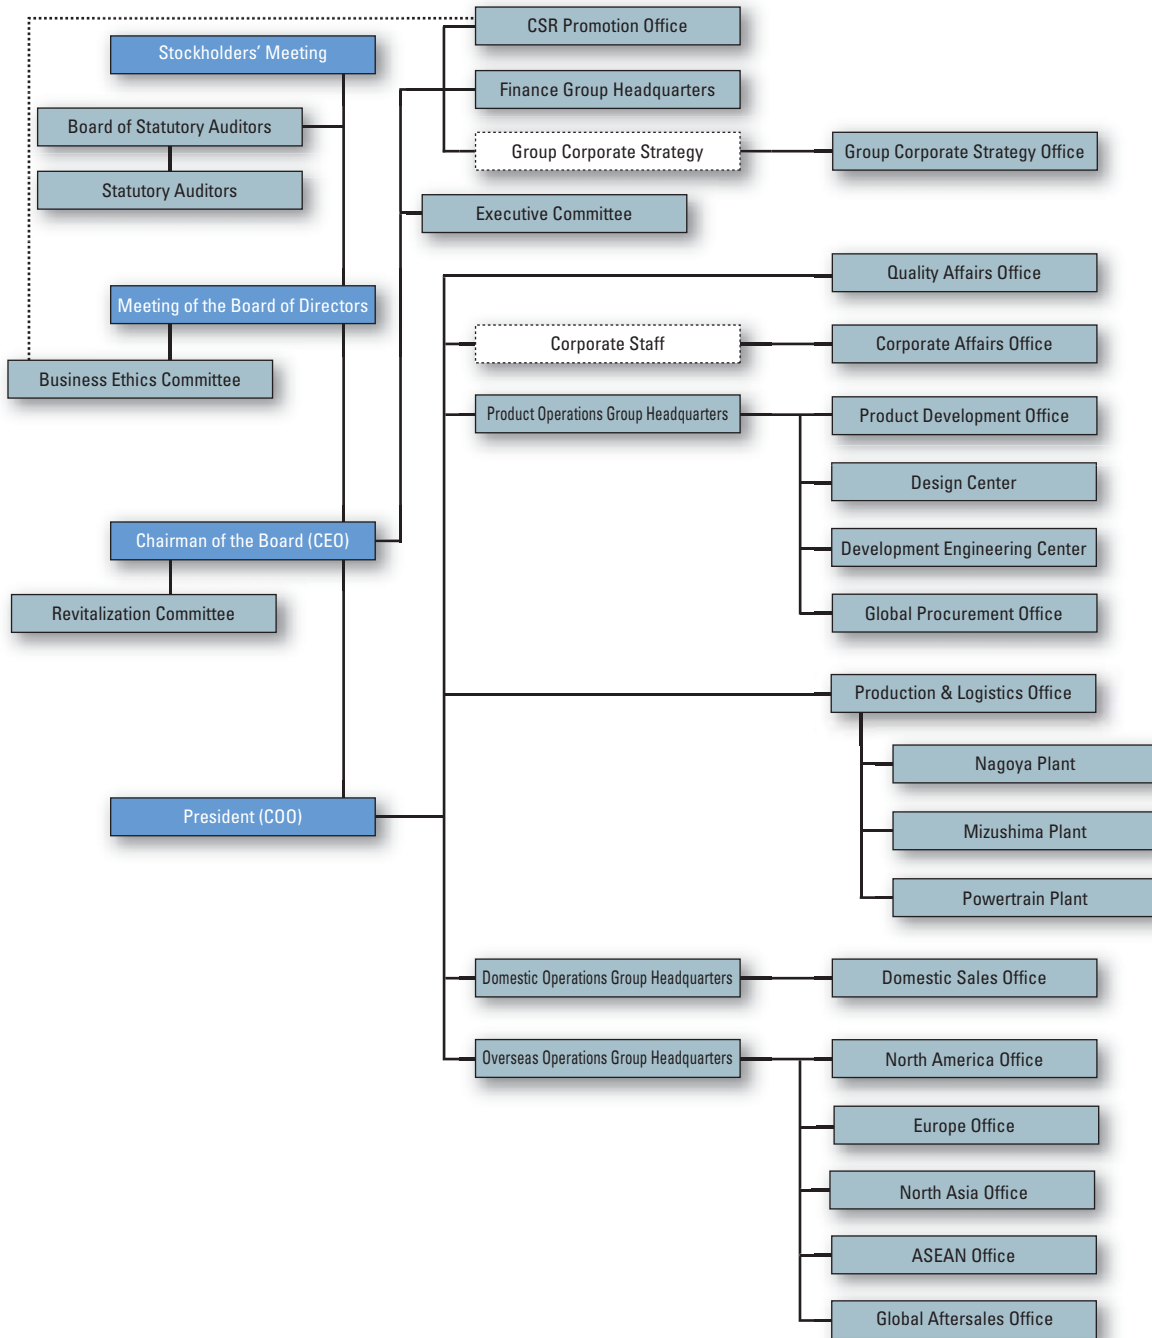 CSR Promotion Office
Stockholders’ Meeting
Finance Group Headquarters
Board of Statutory Auditors
Group Corporate Strategy
Group Corporate Strategy Office
Statutory Auditors
Executive Committee
Quality Affairs Office
Meeting of the Board of Directors
Corporate Staff
Corporate Affairs Office
Business Ethics Committee
Product Operations Group Headquarters
Product Development Office
Design Center
Chairman of the Board (CEO)
Development Engineering Center
Revitalization Committee
Global Procurement Office
Production & Logistics Office
Nagoya Plant
President (COO)
Mizushima Plant
Powertrain Plant
Domestic Operations Group Headquarters
Domestic Sales Office
Overseas Operations Group Headquarters
North America Office
Europe Office
North Asia Office
ASEAN Office
Global Aftersales Office